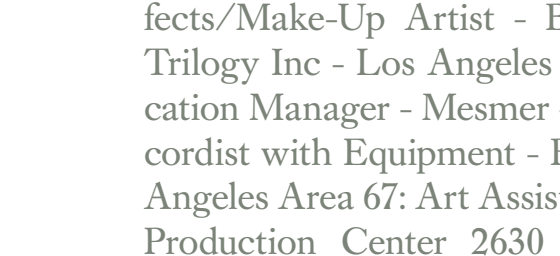 fects/Make-Up Artist -
Trilogy Inc - Los Angeles
cation Manager - Mesmer
cordist with Equipment -
Angeles Area 67: Art Assis
Production Center 2630